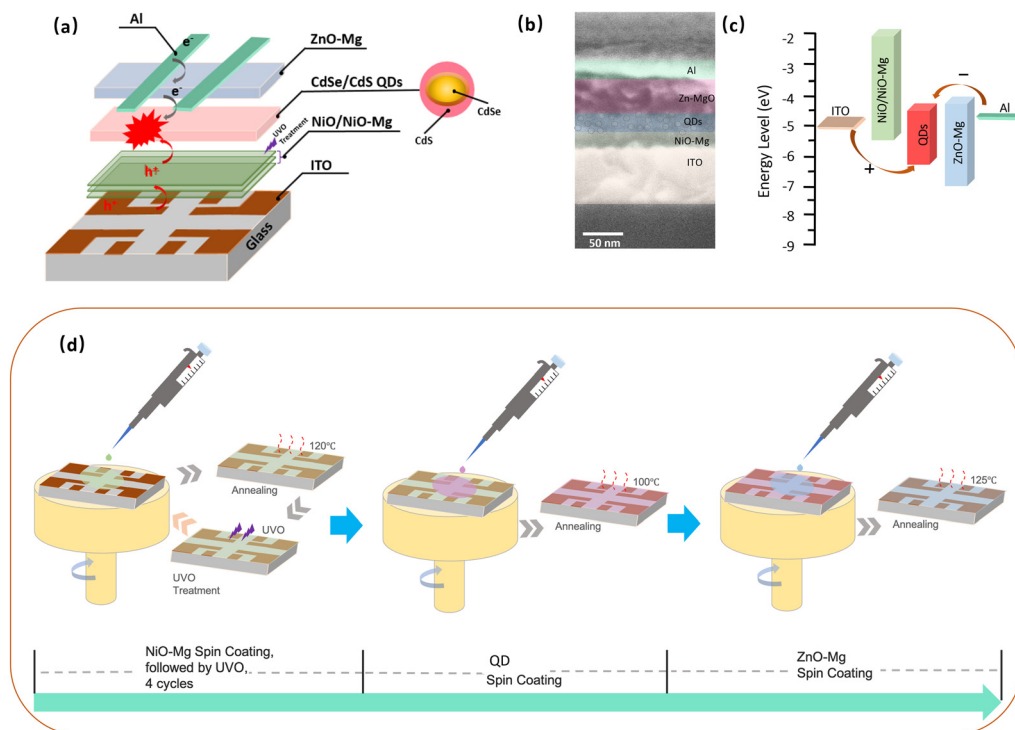 (a)
Al
e-
ZnO-Mg
e-
CdSe/CdS QDs
CdSe
CdS
UVO
Treatment
NiO/NiO-Mg
h+
ITO
h+
Glass
(b)
Al
Zn-MgO
QDs
NiO-Mg
ITO
50 nm
(c)
Energy Level (eV)
-2
-3
-4
-5
-6
-7
-8
-9
ITO
NiO/NiO-Mg
QDs
ZnO-Mg
Al
+
−
(d)
120℃
Annealing
UVO
UVO
Treatment
100℃
Annealing
125℃
Annealing
NiO-Mg Spin Coating,
followed by UVO,
4 cycles
QD
Spin Coating
ZnO-Mg
Spin Coating